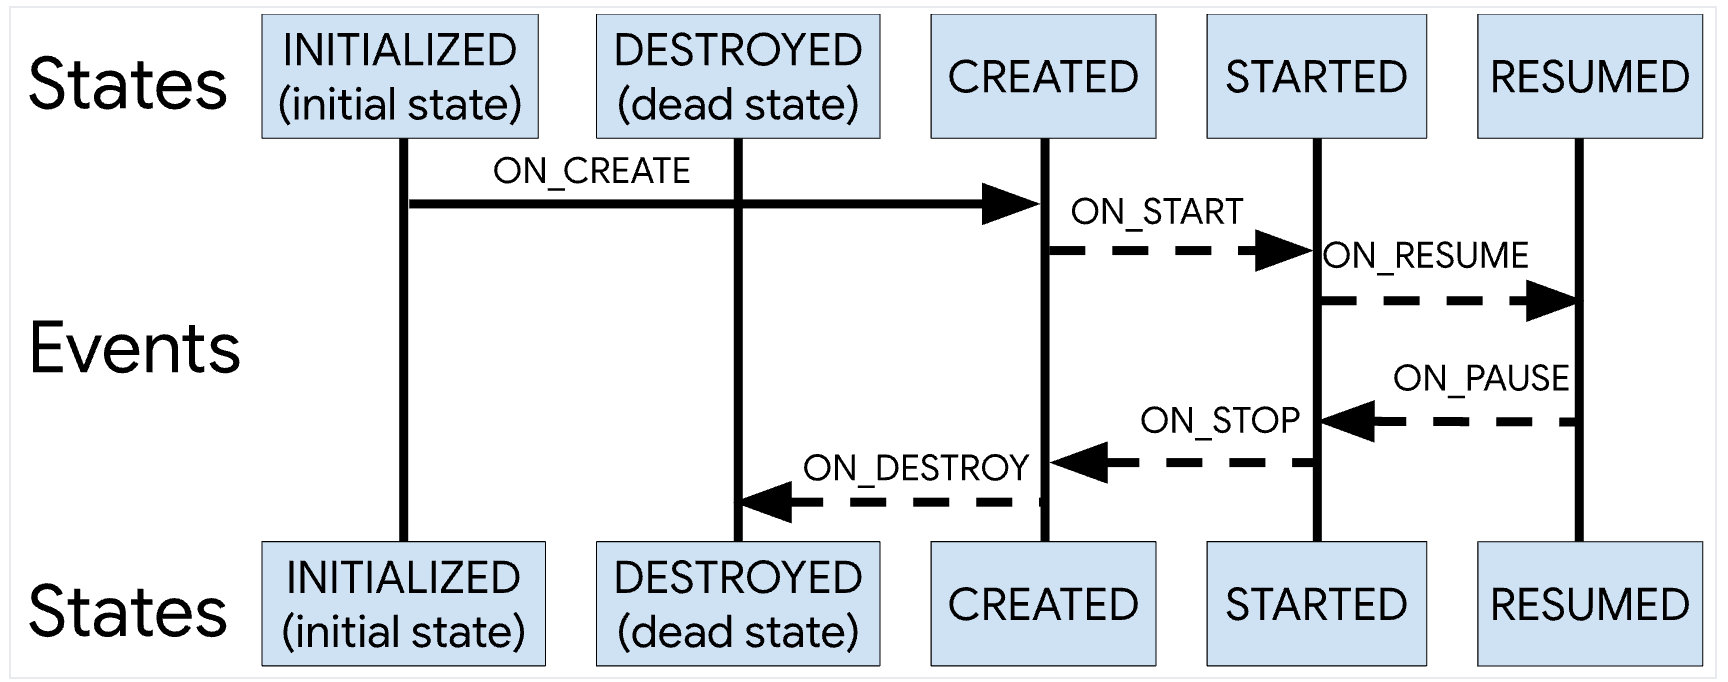 States
INITIALIZED
(initial state)
DESTROYED
(dead state)
CREATED
STARTED
RESUMED
ON_CREATE
ON_START
ON_RESUME
Events
ON_PAUSE
ON_STOP
ON_DESTROY
States
INITIALIZED
(initial state)
DESTROYED
(dead state)
CREATED
STARTED
RESUMED